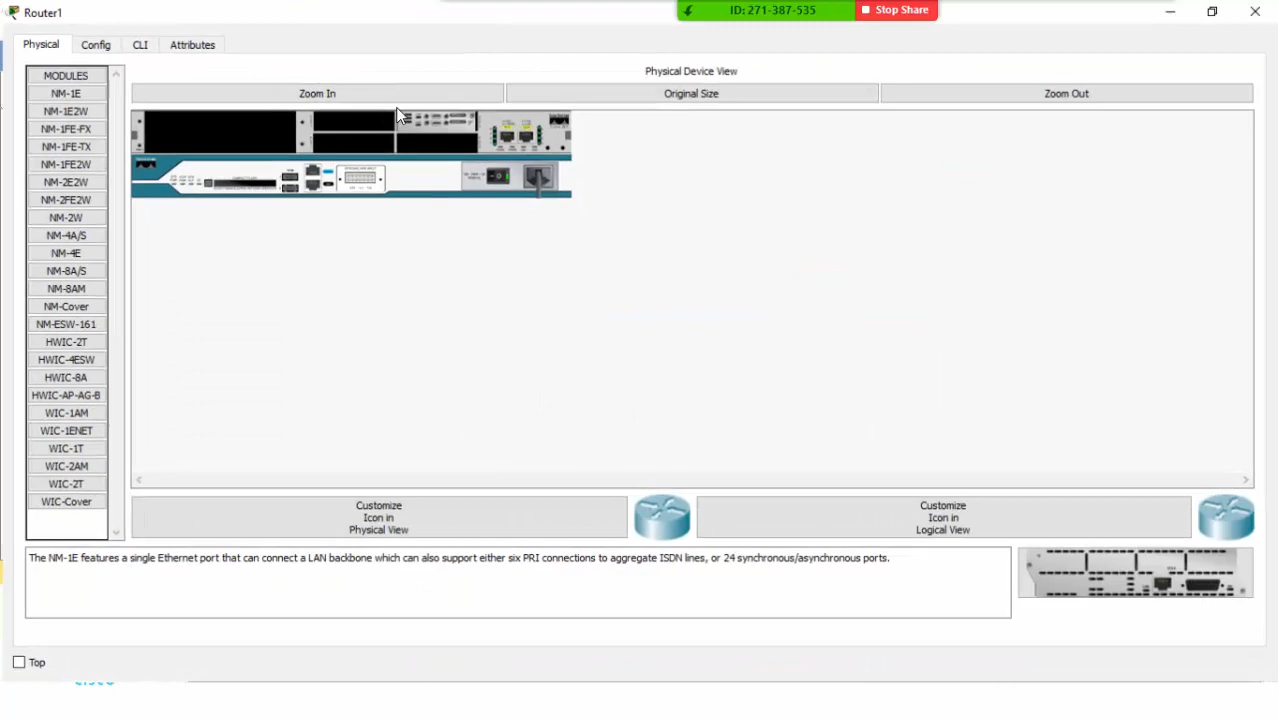 Router1
ID: 271-387-535
Stop Share
Physical
Config
CLI
Attributes
MODULES
NM-1E
NM-1E2W
NM-1FE-FX
NM-1FE-TX
NM-1FE2W
NM-2E2W
NM-2FE2W
NM-2W
NM-4A/S
NM-4E
NM-8A/S
NM-8AM
NM-Cover
NM-ESW-161
HWIC-2T
HWIC-4ESW
HWIC-8A
HWIC-AP-AG-B
WIC-1AM
WIC-1ENET
WIC-1T
WIC-2AM
WIC-2T
WIC-Cover
Physical Device View
Zoom In
Original Size
Zoom Out
Customize
Icon in
Physical View
Customize
Icon in
Logical View
The NM-1E features a single Ethernet port that can connect a LAN backbone which can also support either six PRI connections to aggregate ISDN lines, or 24 synchronous/asynchronous ports.
Top